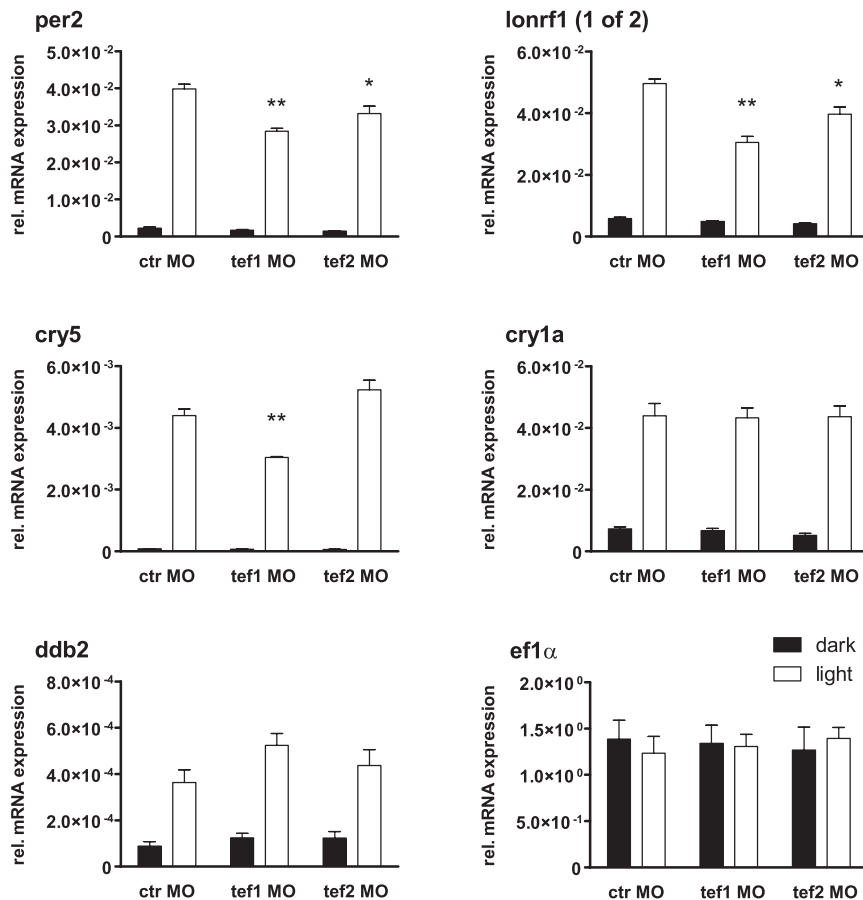 per2
rel. mRNA expression
5.0×10⁻²
4.0×10⁻²
3.0×10⁻²
2.0×10⁻²
1.0×10⁻²
0
**
*
ctr MO tef1 MO tef2 MO
lonrf1 (1 of 2)
rel. mRNA expression
6.0×10⁻²
4.0×10⁻²
2.0×10⁻²
0
**
*
ctr MO tef1 MO tef2 MO
cry5
rel. mRNA expression
6.0×10⁻³
4.0×10⁻³
2.0×10⁻³
0
**
ctr MO tef1 MO tef2 MO
cry1a
rel. mRNA expression
6.0×10⁻²
4.0×10⁻²
2.0×10⁻²
0
ctr MO tef1 MO tef2 MO
ddb2
rel. mRNA expression
8.0×10⁻⁴
6.0×10⁻⁴
4.0×10⁻⁴
2.0×10⁻⁴
0
ctr MO tef1 MO tef2 MO
ef1α
dark
light
rel. mRNA expression
2.0×10⁰
1.5×10⁰
1.0×10⁰
5.0×10⁻¹
0
ctr MO tef1 MO tef2 MO